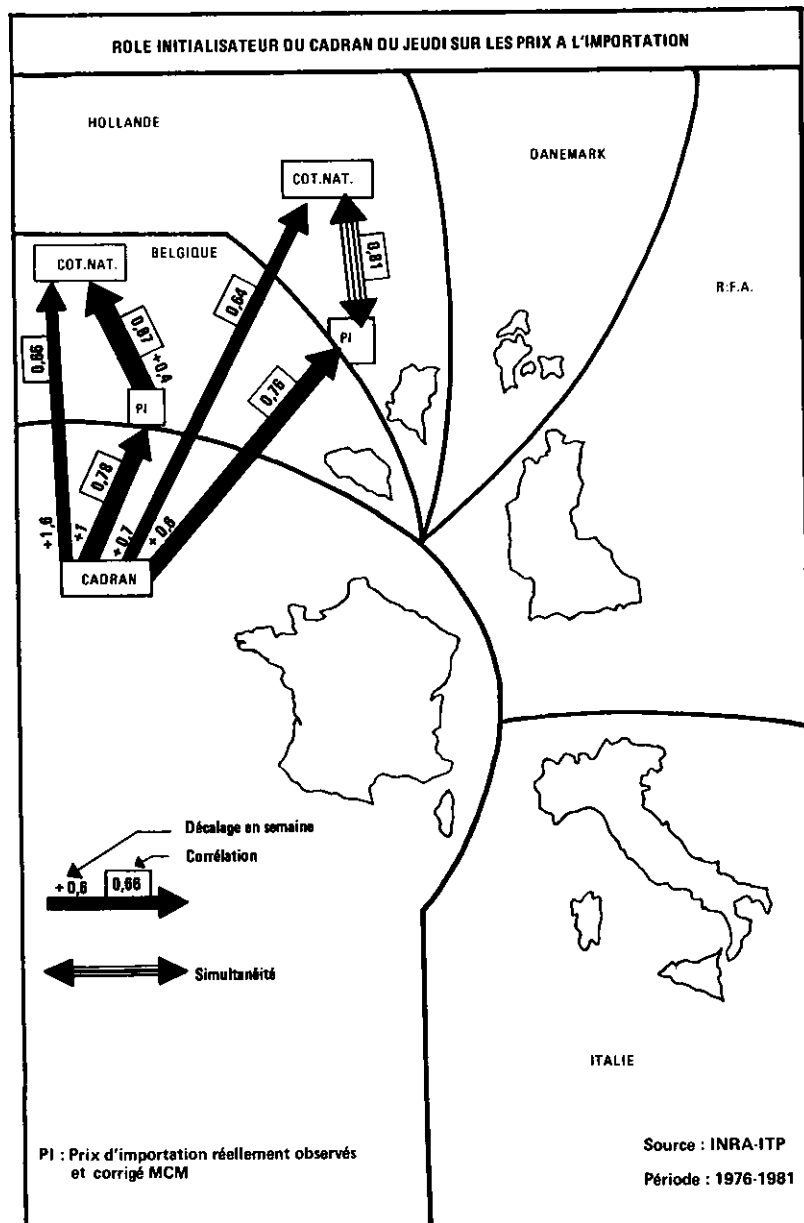 ROLE INITIALISATEUR DU CADRAN DU JEUDI SUR LES PRIX A L'IMPORTATION
HOLLANDE
DANEMARK
COT.NAT.
BELGIQUE
COT.NAT.
0,81
R.F.A.
0,64
PI
0,66
0,87
+0,4
0,76
PI
0,78
+1,6
+1
+0,7
+0,6
CADRAN
Décalage en semaine
Corrélation
+0,6
0,66
Simultanéité
ITALIE
PI : Prix d'importation réellement observés
et corrigé MCM
Source : INRA-ITP
Période : 1976-1981